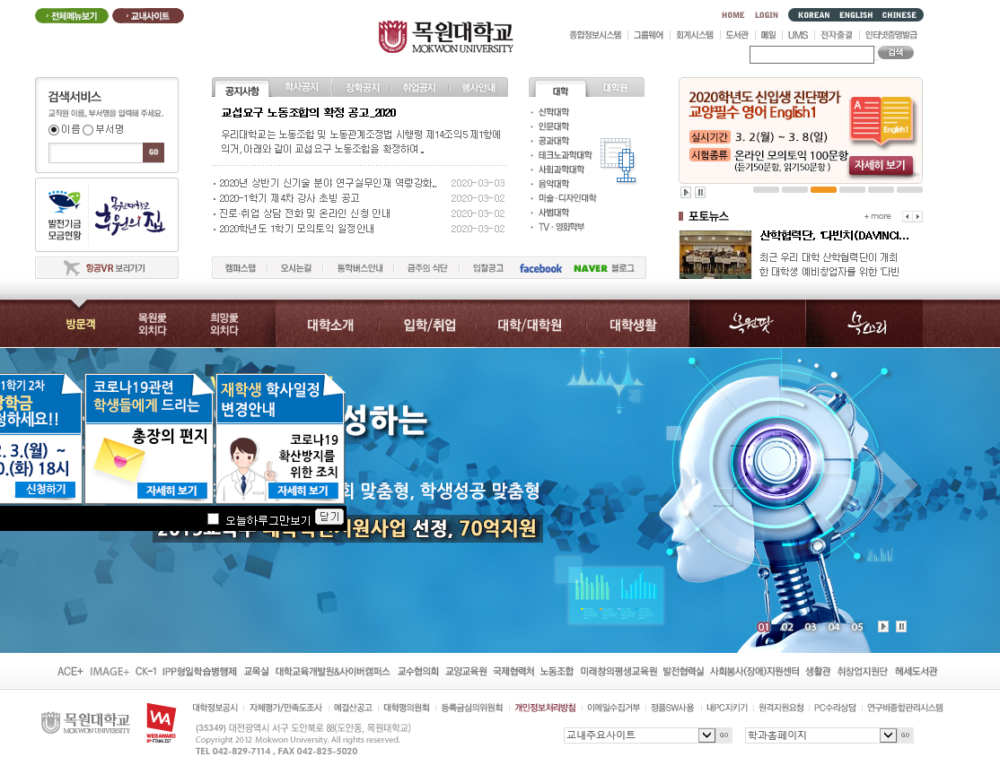 전체메뉴보기
교내사이트
목원대학교
MOKWON UNIVERSITY
HOME LOGIN KOREAN ENGLISH CHINESE
종합정보시스템 그룹웨어 회계시스템 도서관 메일 UMS 전자출결 인터넷증명발급
검색
검색서비스
교직원 이름, 부서명을 입력해 주세요.
이름 부서명
GO
발전기금
모금현황
목원대학교
후원의 집
항공VR 보러가기
공지사항 학사공지 장학공지 취업공지 행사안내
교섭요구 노동조합의 확정 공고_2020
우리대학교는 노동조합 및 노동관계조정법 시행령 제14조의5 제1항에
의거, 아래와 같이 교섭요구 노동조합을 확정하여 .
2020년 상반기 신기술 분야 연구실무인재 역량강화.. 2020-03-03
2020-1학기 제4차 강사 초빙 공고 2020-03-02
진로·취업 상담 전화 및 온라인 신청 안내 2020-03-02
2020학년도 1학기 모의토익 일정안내 2020-03-02
대학 대학원
신학대학
인문대학
공과대학
테크노과학대학
사회과학대학
음악대학
미술·디자인대학
사범대학
TV·영화학부
캠퍼스맵 오시는길 통학버스안내 금주의 식단 입찰공고 facebook NAVER 블로그
2020학년도 신입생 진단평가
교양필수 영어 English1
실시기간 3. 2(월) ~ 3. 8(일)
시험종류 온라인 모의토익 100문항
(듣기50문항, 읽기50문항 )
A
English1
자세히 보기
포토뉴스
+more
산학협력단, '다빈치(DAVINCI...
최근 우리 대학 산학협력단이 개최
한 대학생 예비창업자를 위한 '다빈
방문객
목원愛
외치다
희망愛
외치다
대학소개 입학/취업 대학/대학원 대학생활
목원팟
목소리
1학기 2차
학금
청하세요!!
2. 3.(월) ~
0.(화) 18시
신청하기
코로나19관련
학생들에게 드리는
총장의 편지
자세히 보기
재학생 학사일정
변경안내
코로나19
확산방지를
위한 조치
자세히 보기
오늘하루그만보기 닫기
성하는
회 맞춤형, 학생성공 맞춤형
지원사업 선정, 70억지원
01 02 03 04 05
ACE+ IMAGE+ CK-1 IPP형일학습병행제 교목실 대학교육개발원&사이버캠퍼스 교수협의회 교양교육원 국제협력처 노동조합 미래창의평생교육원 발전협력실 사회봉사(장애)지원센터 생활관 취창업지원단 헤세도서관
목원대학교
MOKWON UNIVERSITY
WA
WEB AWARD
FINALIST
대학정보공시 자체평가/만족도조사 예결산공고 대학평의원회 등록금심의위원회 개인정보처리방침 이메일수집거부 정품SW사용 내PC지키기 원격지원요청 PC수리상담 연구비종합관리시스템
(35349) 대전광역시 서구 도안북로 88(도안동, 목원대학교)
Copyright 2012 Mokwon University. All rights reserved.
TEL 042-829-7114 , FAX 042-825-5020
교내주요사이트 GO
학과홈페이지 GO